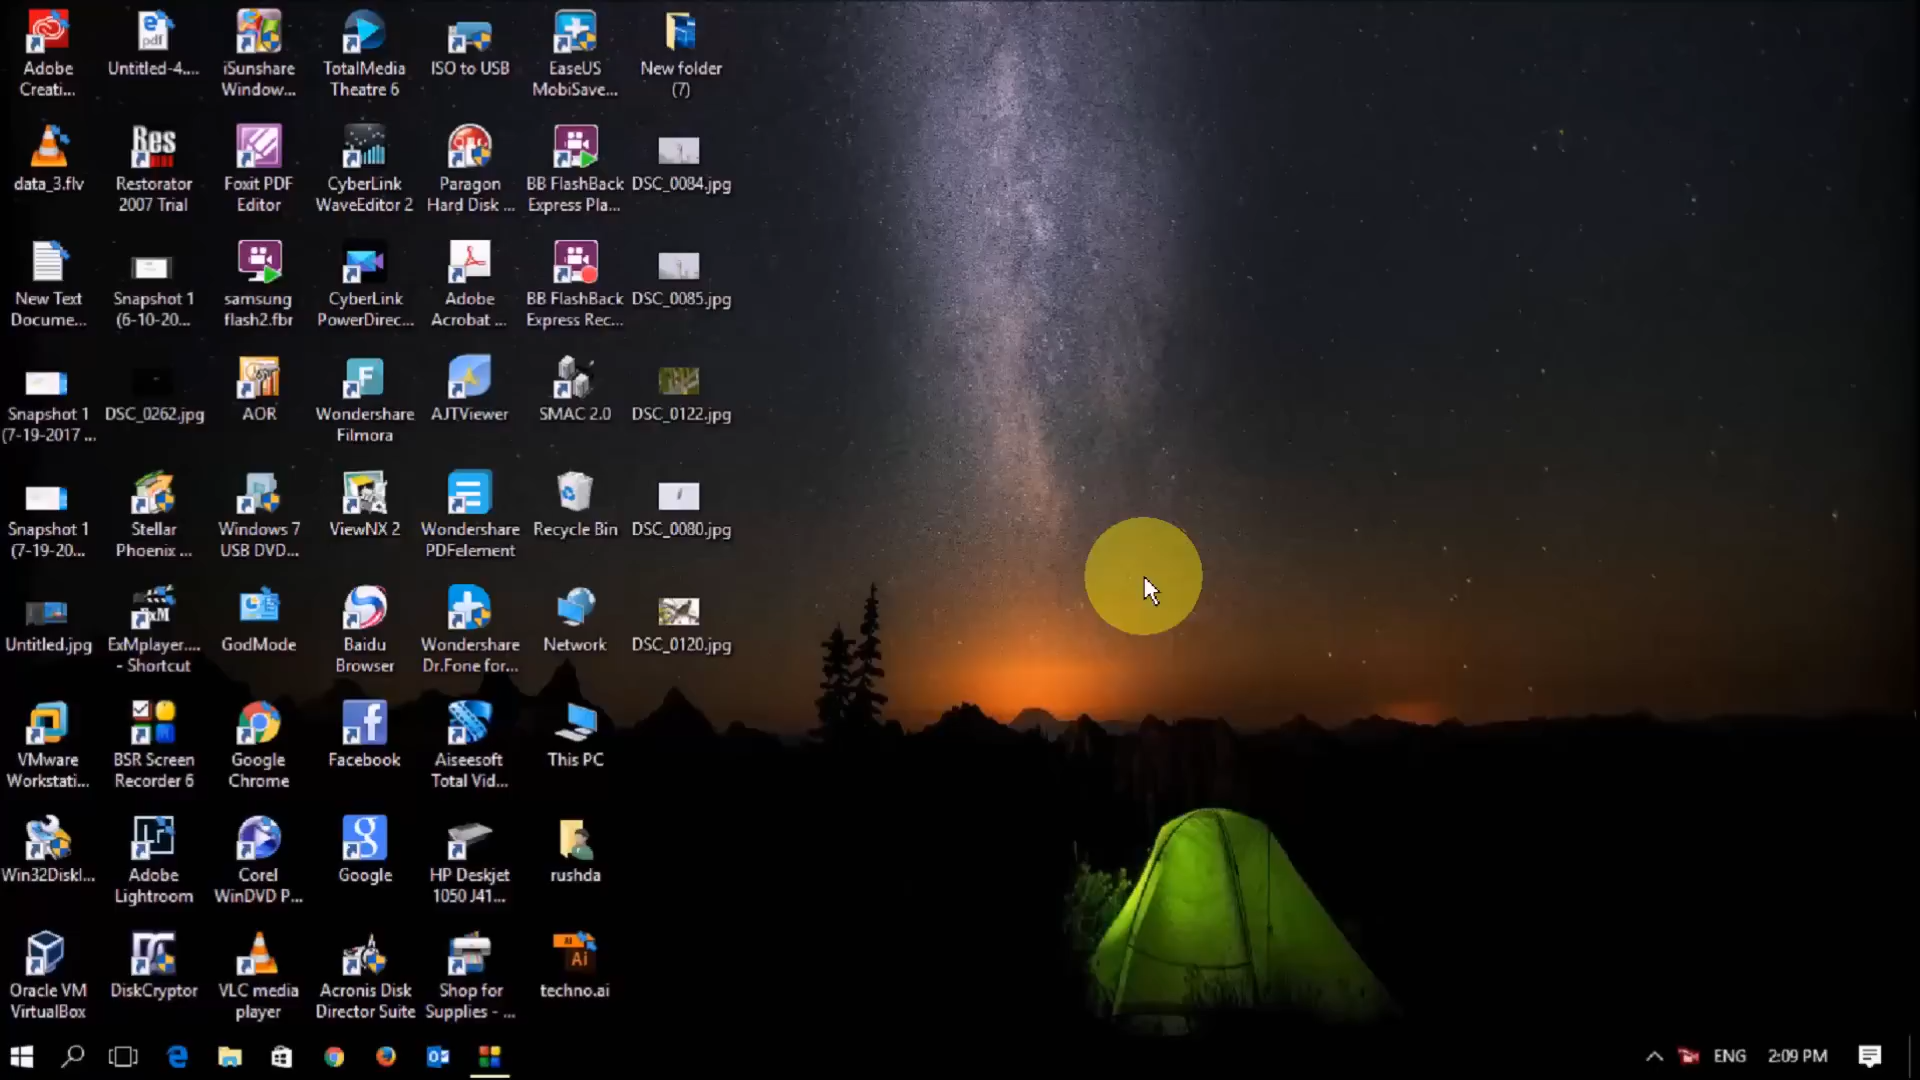 Adobe
Creati...
Untitled-4....
iSunshare
Window...
TotalMedia
Theatre 6
ISO to USB
EaseUS
MobiSave...
New folder
(7)
data_3.flv
Restorator
2007 Trial
Foxit PDF
Editor
CyberLink
WaveEditor 2
Paragon
Hard Disk ...
BB FlashBack
Express Pla...
DSC_0084.jpg
New Text
Docume...
Snapshot 1
(6-10-20...
samsung
flash2.fbr
CyberLink
PowerDirec...
Adobe
Acrobat ...
BB FlashBack
Express Rec...
DSC_0085.jpg
Snapshot 1
(7-19-2017 ...
DSC_0262.jpg
AOR
Wondershare
Filmora
AJTViewer
SMAC 2.0
DSC_0122.jpg
Snapshot 1
(7-19-20...
Stellar
Phoenix ...
Windows 7
USB DVD...
ViewNX 2
Wondershare
PDFelement
Recycle Bin
DSC_0080.jpg
Untitled.jpg
ExMplayer....
- Shortcut
GodMode
Baidu
Browser
Wondershare
Dr.Fone for...
Network
DSC_0120.jpg
VMware
Workstati...
BSR Screen
Recorder 6
Google
Chrome
Facebook
Aiseesoft
Total Vid...
This PC
Win32DiskI...
Adobe
Lightroom
Corel
WinDVD P...
Google
HP Deskjet
1050 J41...
rushda
Oracle VM
VirtualBox
DiskCryptor
VLC media
player
Acronis Disk
Director Suite
Shop for
Supplies - ...
techno.ai
ENG
2:09 PM